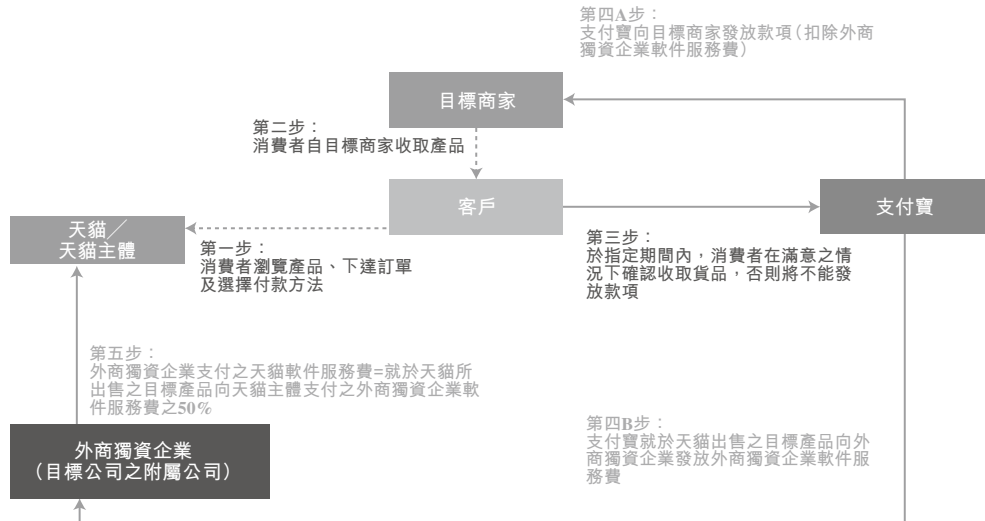 第四A步：
支付寶向目標商家發放款項（扣除外商
獨資企業軟件服務費）
目標商家
第二步：
消費者自目標商家收取產品
客戶
支付寶
天貓／
天貓主體
第一步：
消費者瀏覽產品、下達訂單
及選擇付款方法
第三步：
於指定期間內，消費者在滿意之情
況下確認收取貨品，否則將不能發
放款項
第五步：
外商獨資企業支付之天貓軟件服務費=就於天貓所
出售之目標產品向天貓主體支付之外商獨資企業軟
件服務費之50%
外商獨資企業
（目標公司之附屬公司）
第四B步：
支付寶就於天貓出售之目標產品向外
商獨資企業發放外商獨資企業軟件服
務費